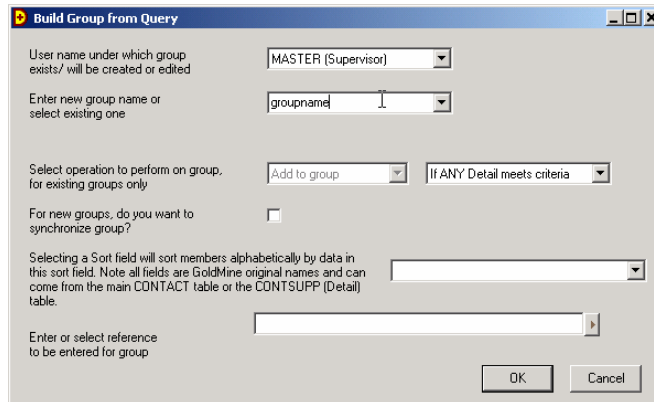 Build Group from Query
User name under which group
exists/ will be created or edited
MASTER (Supervisor)
Enter new group name or
select existing one
groupname
Select operation to perform on group,
for existing groups only
Add to group
If ANY Detail meets criteria
For new groups, do you want to
synchronize group?
Selecting a Sort field will sort members alphabetically by data in
this sort field. Note all fields are GoldMine original names and can
come from the main CONTACT table or the CONTSUPP (Detail)
table.
Enter or select reference
to be entered for group
OK
Cancel